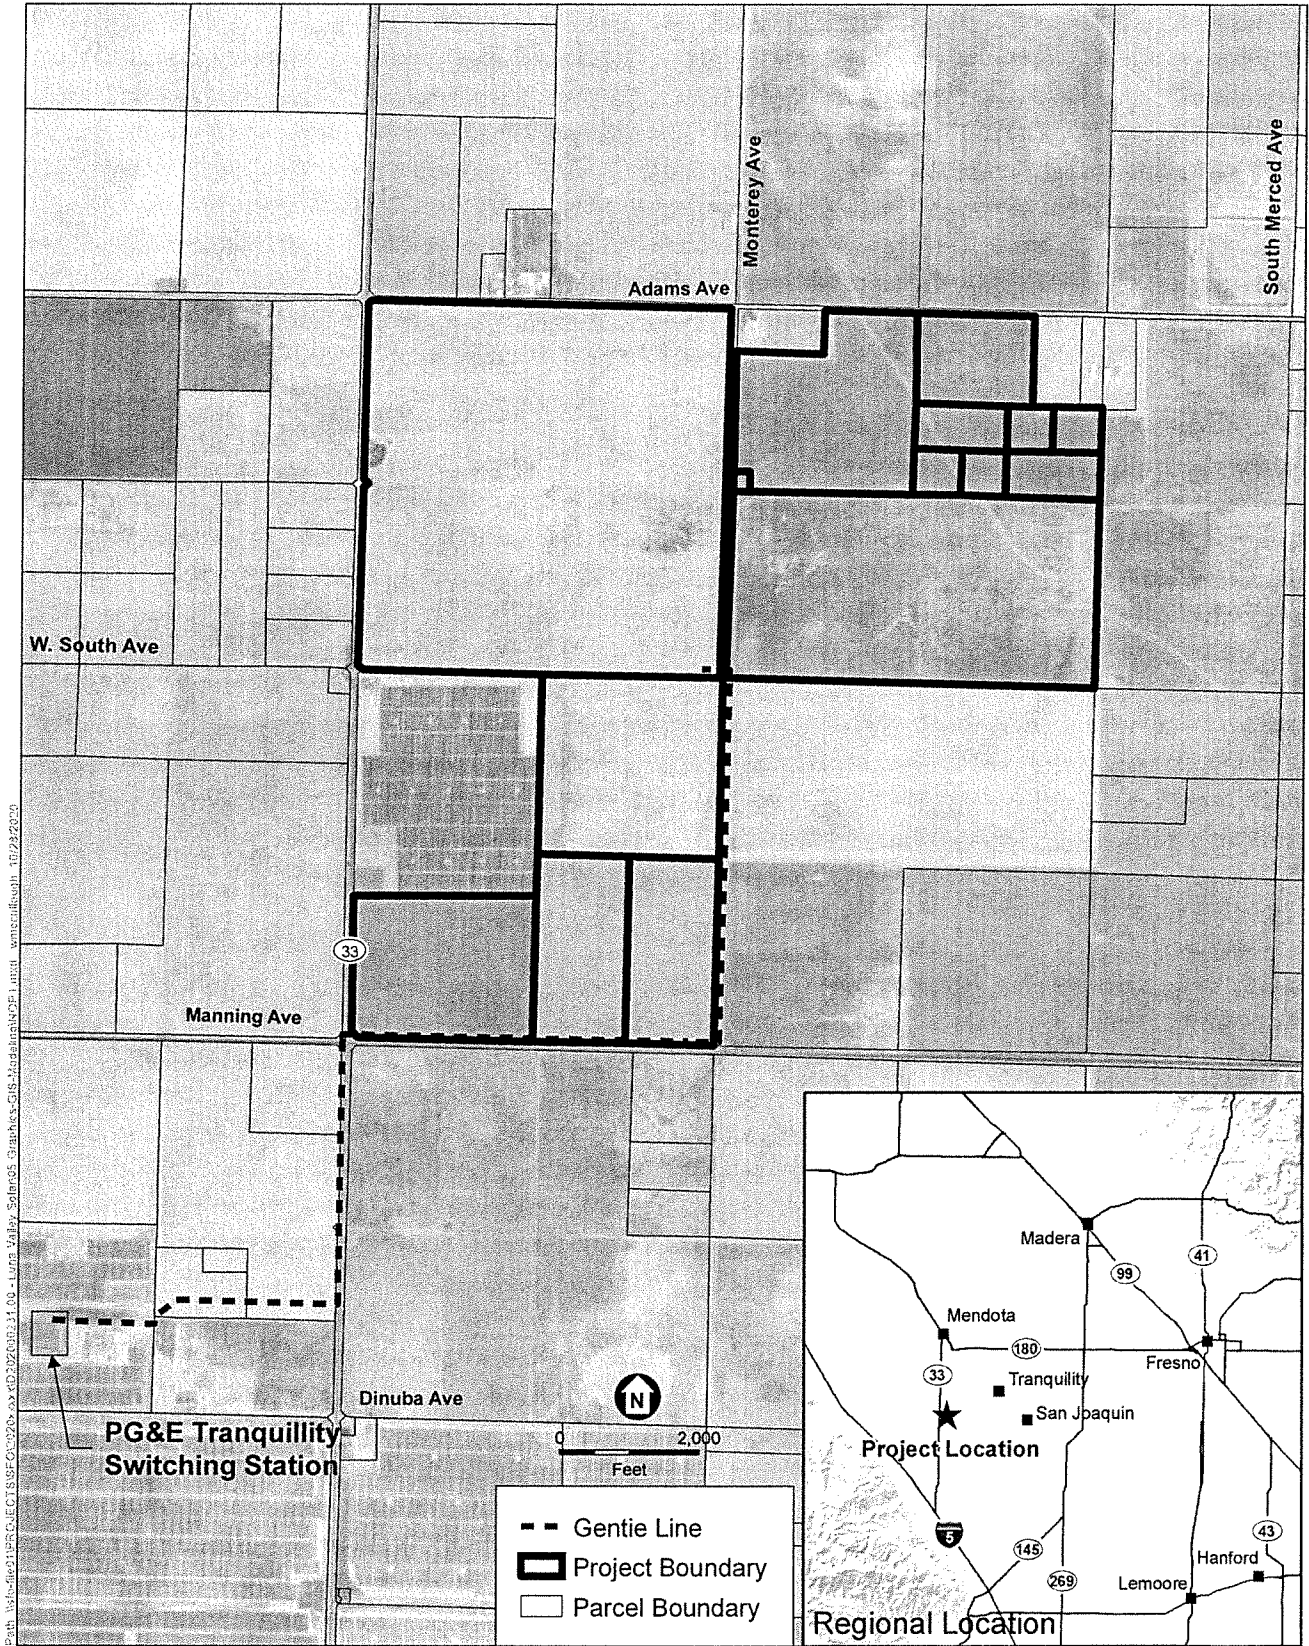 Monterey Ave
South Merced Ave
Adams Ave
W. South Ave
33
Manning Ave
Dinuba Ave
N
0 2,000
Feet
PG&E Tranquillity
Switching Station
Gentie Line
Project Boundary
Parcel Boundary
Madera
41
99
Mendota
180
Fresno
33
Tranquility
San Joaquin
Project Location
5
145
43
Hanford
269
Lemoore
Regional Location